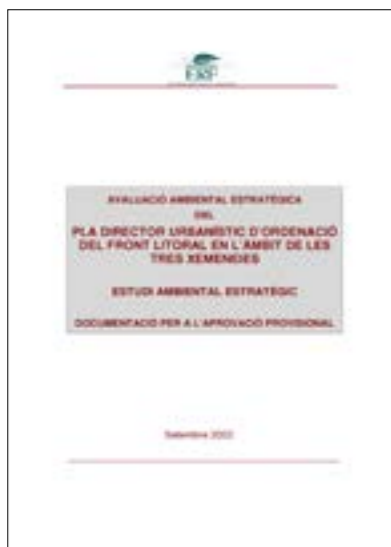 ERF
AVALUACIÓ AMBIENTAL ESTRATÈGICA
DEL
PLA DIRECTOR URBANÍSTIC D'ORDENACIÓ
DEL FRONT LITORAL EN L'ÀMBIT DE LES
TRES XEMENEIES
ESTUDI AMBIENTAL ESTRATÈGIC
DOCUMENTACIÓ PER A L'APROVACIÓ PROVISIONAL
Setembre